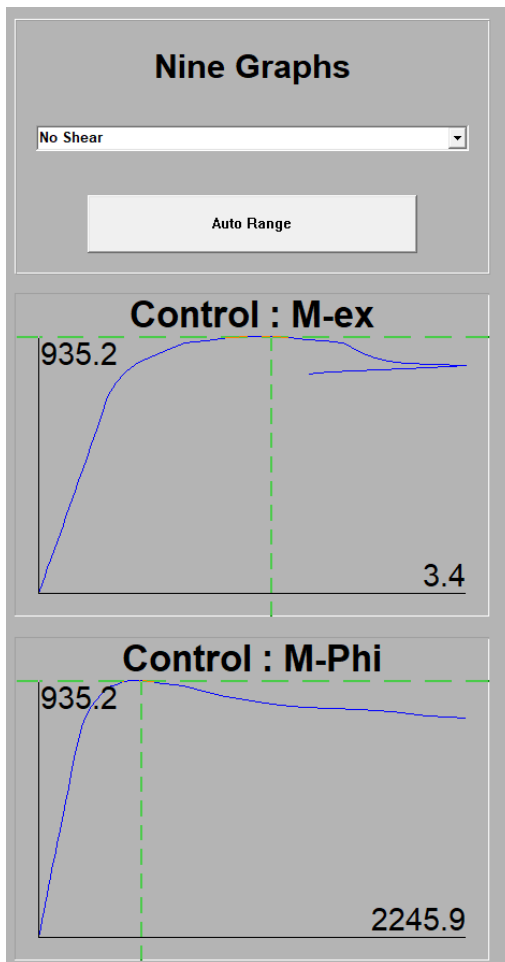 Nine Graphs
No Shear
Auto Range
Control : M-ex
935.2
3.4
Control : M-Phi
935.2
2245.9